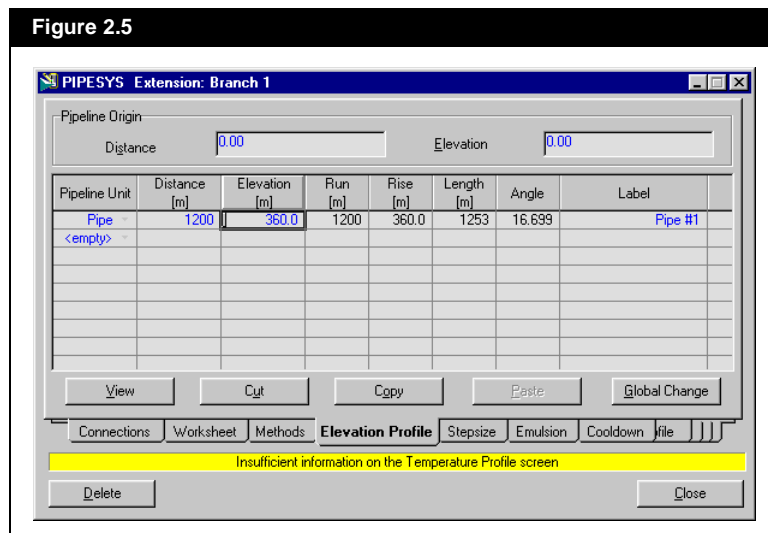 Figure 2.5
PIPESYS Extension: Branch 1
Pipeline Origin
Distance 0.00 Elevation 0.00
Pipeline Unit Distance [m] Elevation [m] Run [m] Rise [m] Length [m] Angle Label
Pipe 1200 360.0 1200 360.0 1253 16.699 Pipe #1
<empty>
View Cut Copy Paste Global Change
Connections Worksheet Methods Elevation Profile Stepsize Emulsion Cooldown file
Insufficient information on the Temperature Profile screen
Delete Close